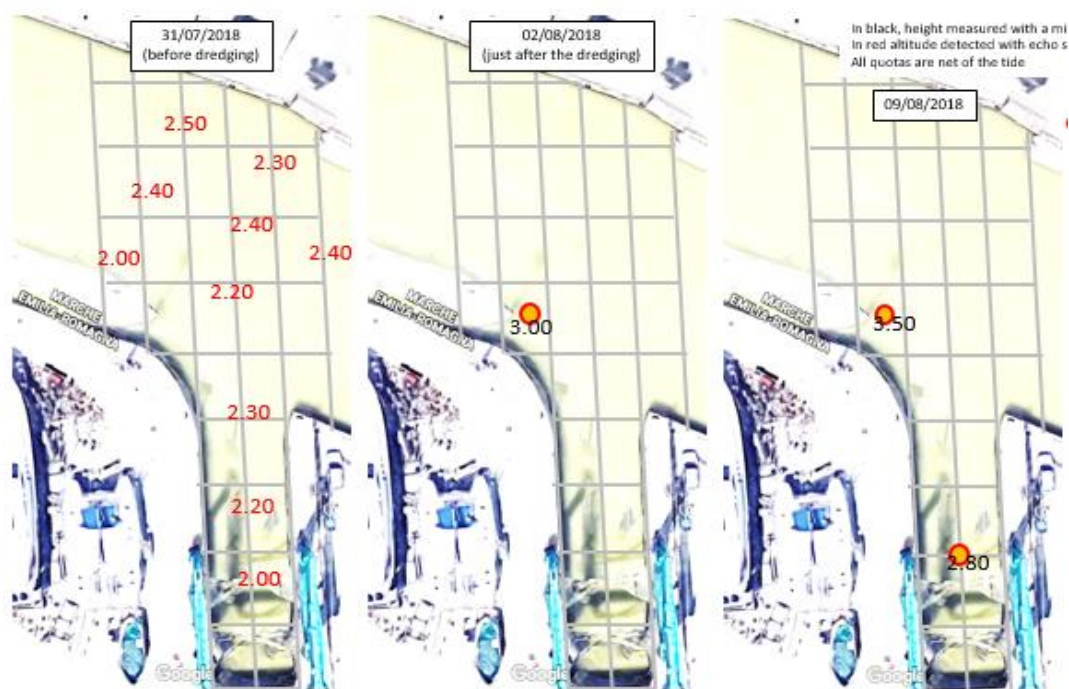 31/07/2018
(before dredging)
2.50
2.30
2.40
2.40
2.40
2.00
2.20
MARCHE
EMILIA-ROMAGNA
2.30
2.20
2.00
Google
02/08/2018
(just after the dredging)
MARCHE
EMILIA-ROMAGNA
3.00
Google
In black, height measured with a
In red altitude detected with echo
All quotas are net of the tide
09/08/2018
MARCHE
EMILIA-ROMAGNA
3.50
2.80
Google